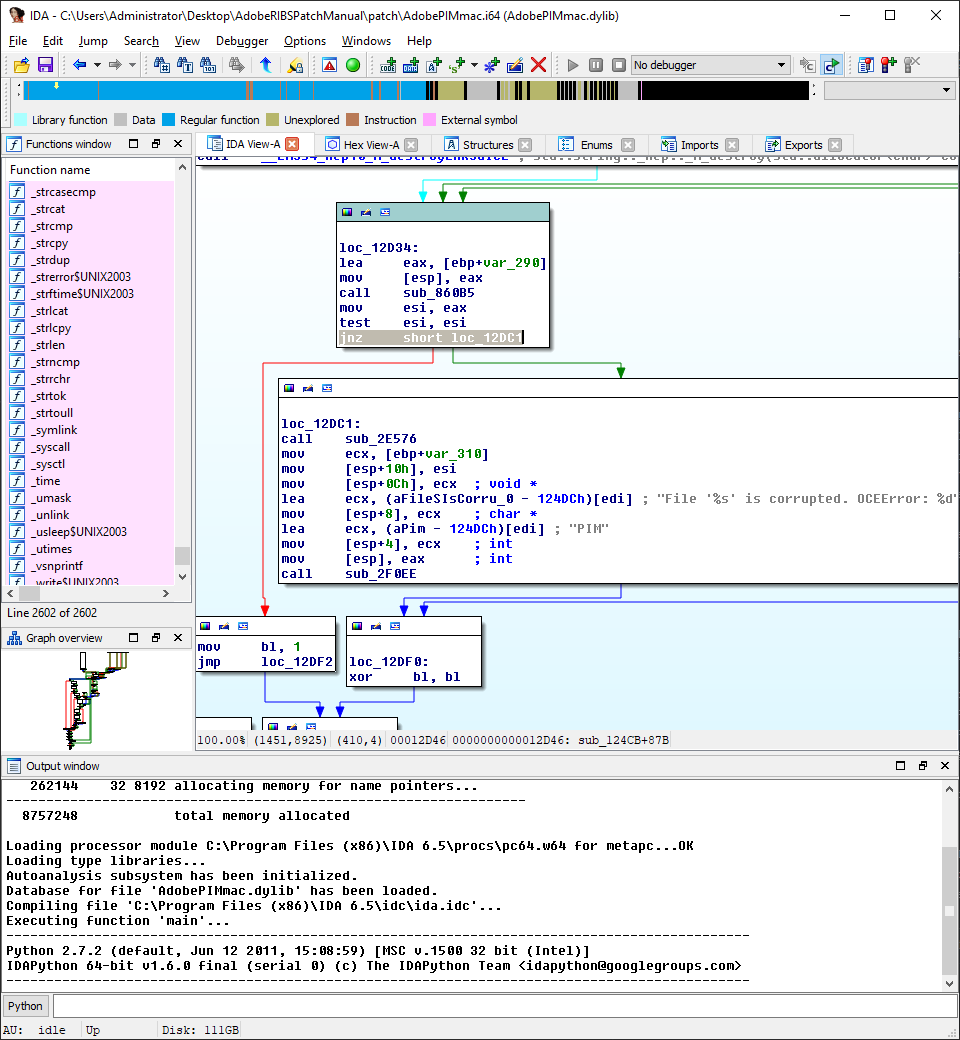 IDA - C:\Users\Administrator\Desktop\AdobeRIBSPatchManual\patch\AdobePIMmac.i64 (AdobePIMmac.dylib)
File Edit Jump Search View Debugger Options Windows Help
No debugger
Library function Data Regular function Unexplored Instruction External symbol
Functions window
IDA View-A Hex View-A Structures Enums Imports Exports
Function name
_strcasecmp
_strcat
_strcmp
_strcpy
_strdup
_strerror$UNIX2003
_strftime$UNIX2003
_strlcat
_strlcpy
_strlen
_strncmp
_strrchr
_strtok
_strtoull
_symlink
_syscall
_sysctl
_time
_umask
_unlink
_usleep$UNIX2003
_utimes
_vsnprintf
_write$UNIX2003
Line 2602 of 2602
Graph overview
loc_12D34:
lea eax, [ebp+var_290]
mov [esp], eax
call sub_860B5
mov esi, eax
test esi, esi
jnz short loc_12DC1
loc_12DC1:
call sub_2E576
mov ecx, [ebp+var_310]
mov [esp+10h], esi
mov [esp+0Ch], ecx ; void *
lea ecx, (aFileSIsCorru_0 - 124DCh)[edi] ; "File '%s' is corrupted. OCEError: %d"
mov [esp+8], ecx ; char *
lea ecx, (aPim - 124DCh)[edi] ; "PIM"
mov [esp+4], ecx ; int
mov [esp], eax ; int
call sub_2F0EE
mov bl, 1
jmp loc_12DF2
loc_12DF0:
xor bl, bl
100.00% (1451,8925) (410,4) 00012D46 0000000000012D46: sub_124CB+87B
Output window
262144 32 8192 allocating memory for name pointers...
-----------------------------------------------------------------
8757248 total memory allocated
Loading processor module C:\Program Files (x86)\IDA 6.5\procs\pc64.w64 for metapc...OK
Loading type libraries...
Autoanalysis subsystem has been initialized.
Database for file 'AdobePIMmac.dylib' has been loaded.
Compiling file 'C:\Program Files (x86)\IDA 6.5\idc\ida.idc'...
Executing function 'main'...
---------------------------------------------------------------------------------------------
Python 2.7.2 (default, Jun 12 2011, 15:08:59) [MSC v.1500 32 bit (Intel)]
IDAPython 64-bit v1.6.0 final (serial 0) (c) The IDAPython Team <idapython@googlegroups.com>
---------------------------------------------------------------------------------------------
Python
AU: idle Up Disk: 111GB